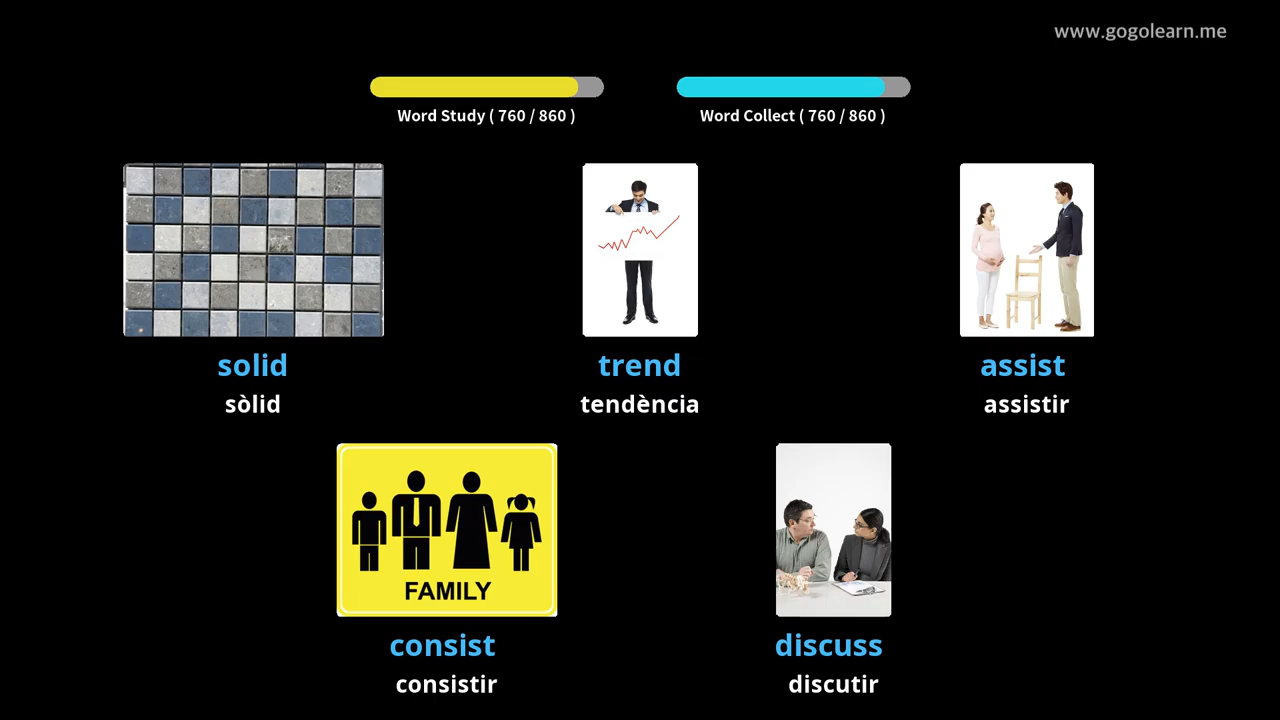 www.gogolearn.me
Word Study ( 760 / 860 )
Word Collect ( 760 / 860 )
solid
sòlid
trend
tendència
assist
assistir
FAMILY
consist
consistir
discuss
discutir